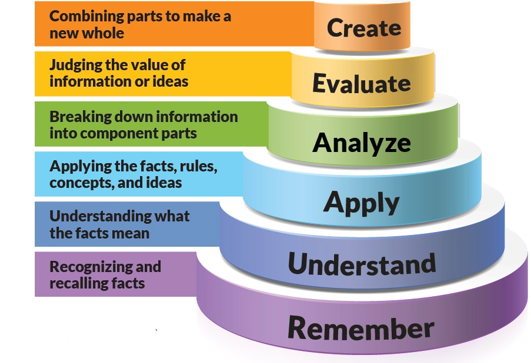 Combining parts to make a
new whole
Create
Judging the value of
information or ideas
Evaluate
Breaking down information
into component parts
Analyze
Applying the facts, rules,
concepts, and ideas
Apply
Understanding what
the facts mean
Understand
Recognizing and
recalling facts
Remember